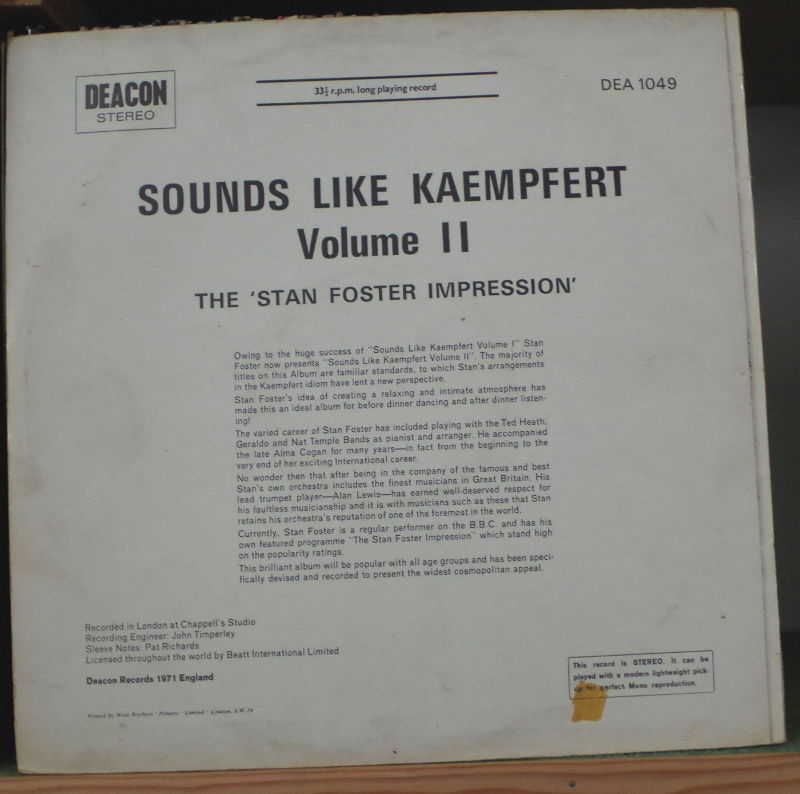 DEACON
STEREO
33⅓ r.p.m. long playing record
DEA 1049
SOUNDS LIKE KAEMPFERT
Volume II
THE 'STAN FOSTER IMPRESSION'
Owing to the huge success of "Sounds Like Kaempfert Volume I" Stan
Foster now presents "Sounds Like Kaempfert Volume II". The majority of
titles on this Album are familiar standards, to which Stan's arrangements
in the Kaempfert idiom have lent a new perspective.
Stan Foster's idea of creating a relaxing and intimate atmosphere has
made this an ideal album for before dinner dancing and after dinner listen-
ing!
The varied career of Stan Foster has included playing with the Ted Heath,
Geraldo and Nat Temple Bands as pianist and arranger. He accompanied
the late Alma Cogan for many years—in fact from the beginning to the
very end of her exciting International career.
No wonder then that after being in the company of the famous and best
Stan's own orchestra includes the finest musicians in Great Britain. His
lead trumpet player—Alan Lewis—has earned well-deserved respect for
his faultless musicianship and it is with musicians such as these that Stan
retains his orchestra's reputation of one of the foremost in the world.
Currently, Stan Foster is a regular performer on the B.B.C. and has his
own featured programme "The Stan Foster Impression" which stand high
on the popularity ratings.
This brilliant album will be popular with all age groups and has been speci-
fically devised and recorded to present the widest cosmopolitan appeal.
Recorded in London at Chappell's Studio
Recording Engineer: John Timperley
Sleeve Notes: Pat Richards
Licensed throughout the world by Beatt International Limited
Deacon Records 1971 England
Printed by West Brothers · Printers · Limited · London, S.W.
This record is STEREO. It can be
played with a modern lightweight pick-
up for perfect Mono reproduction.